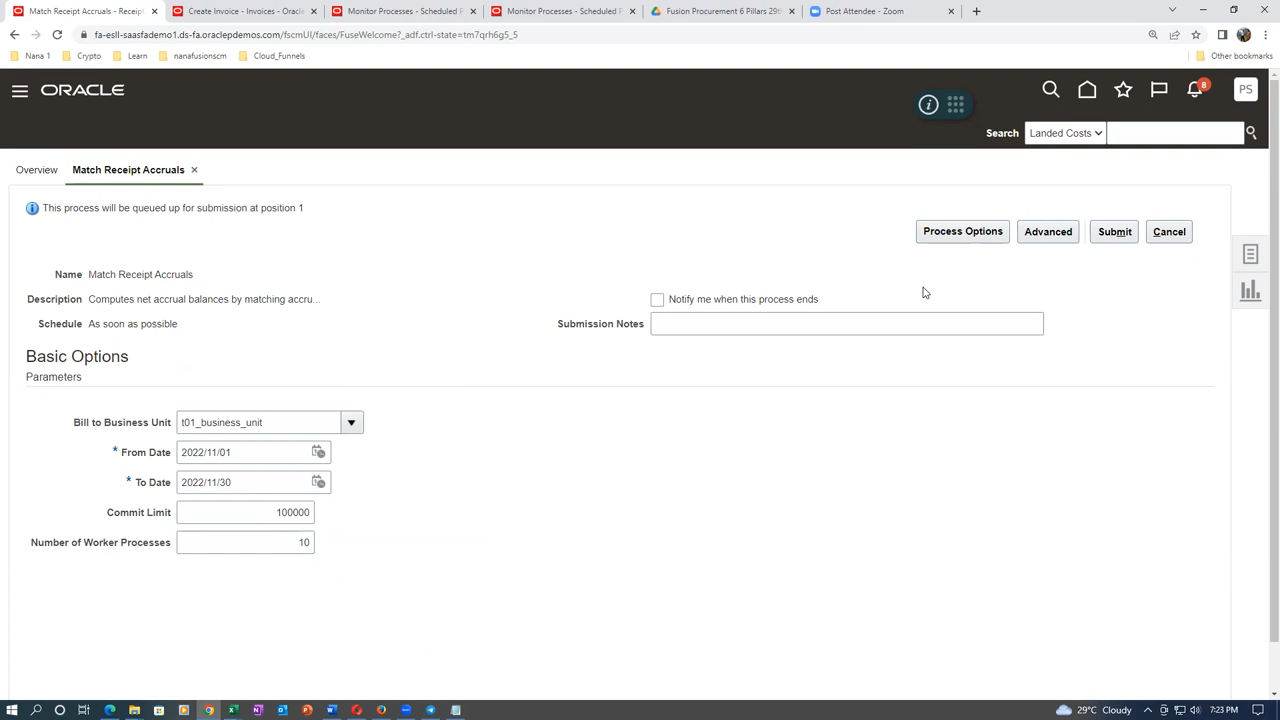 Match Receipt Accruals - Receipt
Create Invoice - Invoices - Oracle
Monitor Processes - Scheduled P
Monitor Processes - Scheduled P
Fusion Procurement 6 Pillars 29th
Post Attendee - Zoom
fa-esll-saasfademo1.ds-fa.oraclepdemos.com/fscmUI/faces/FuseWelcome?_adf.ctrl-state=tm7qrh6g5_5
Nana 1
Crypto
Learn
nanafusionscm
Cloud_Funnels
Other bookmarks
ORACLE
8
PS
Search
Landed Costs
Overview
Match Receipt Accruals
This process will be queued up for submission at position 1
Process Options
Advanced
Submit
Cancel
Name Match Receipt Accruals
Description Computes net accrual balances by matching accru...
Notify me when this process ends
Schedule As soon as possible
Submission Notes
Basic Options
Parameters
Bill to Business Unit t01_business_unit
* From Date 2022/11/01
* To Date 2022/11/30
Commit Limit 100000
Number of Worker Processes 10
29°C Cloudy
7:23 PM